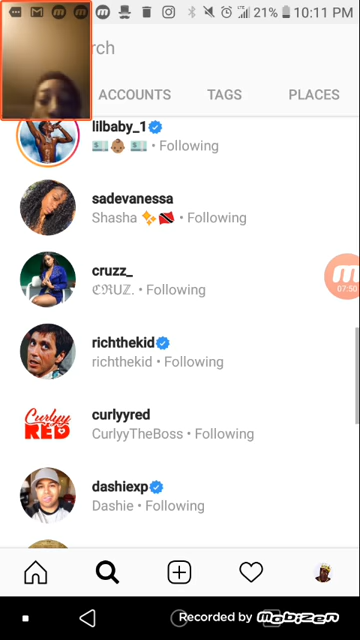 21% 10:11 PM
rch
ACCOUNTS TAGS PLACES
lilbaby_1
💵👶🏽💵 • Following
sadevanessa
Shasha ✨🇹🇹 • Following
cruzz_
ℭℜUℤ. • Following
07:50
richthekid
richthekid • Following
Curlyy
RED
curlyyred
CurlyyTheBoss • Following
dashiexp
Dashie • Following
Recorded by Mobizen